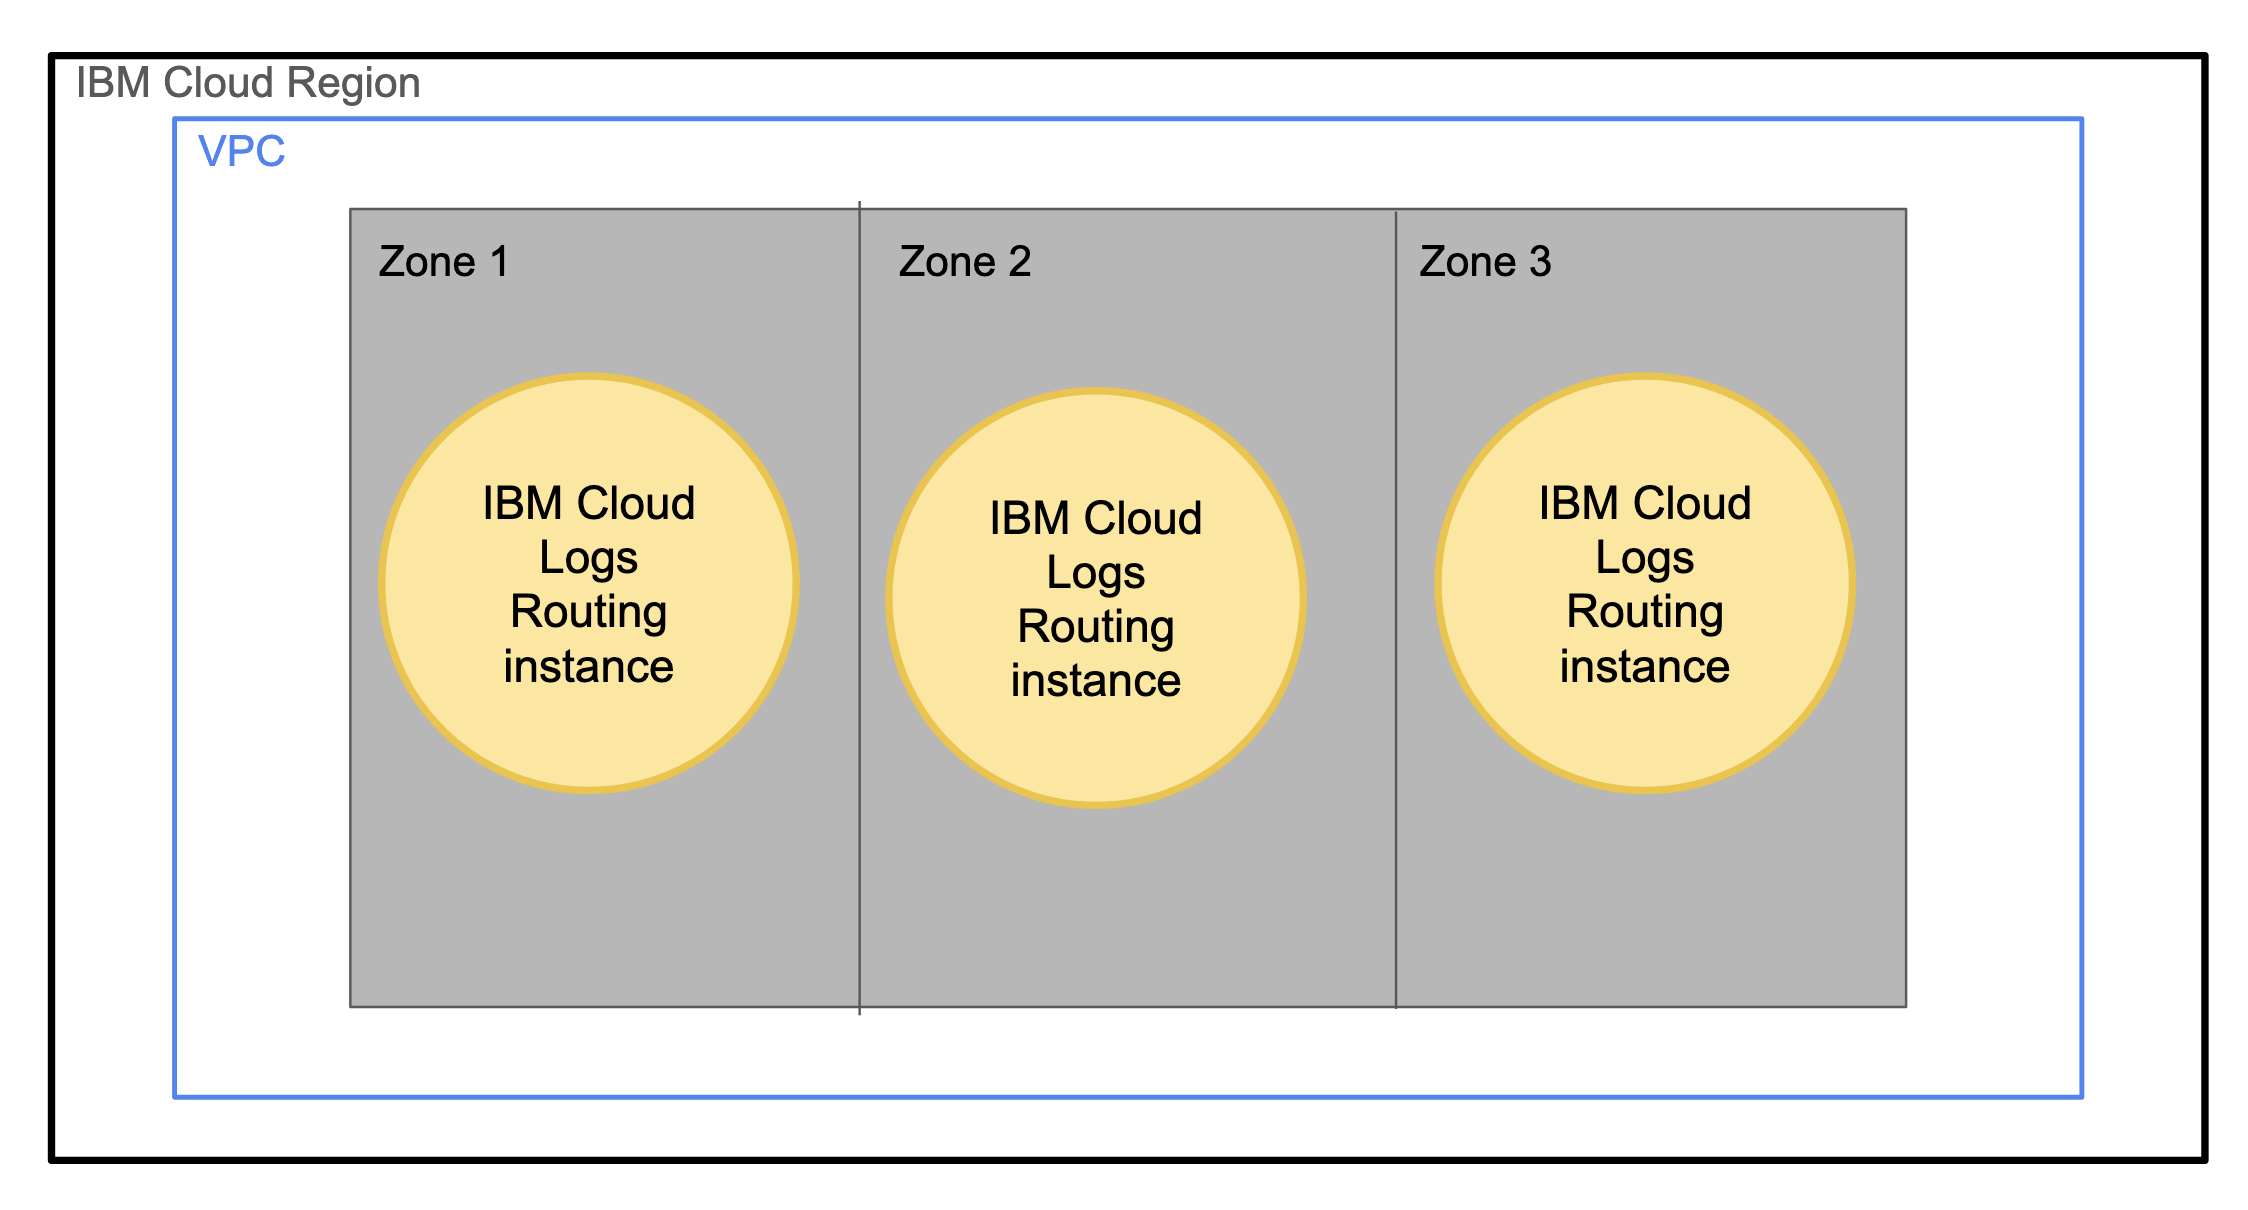 IBM Cloud Region
VPC
Zone 1
IBM Cloud
Logs
Routing
instance
Zone 2
IBM Cloud
Logs
Routing
instance
Zone 3
IBM Cloud
Logs
Routing
instance